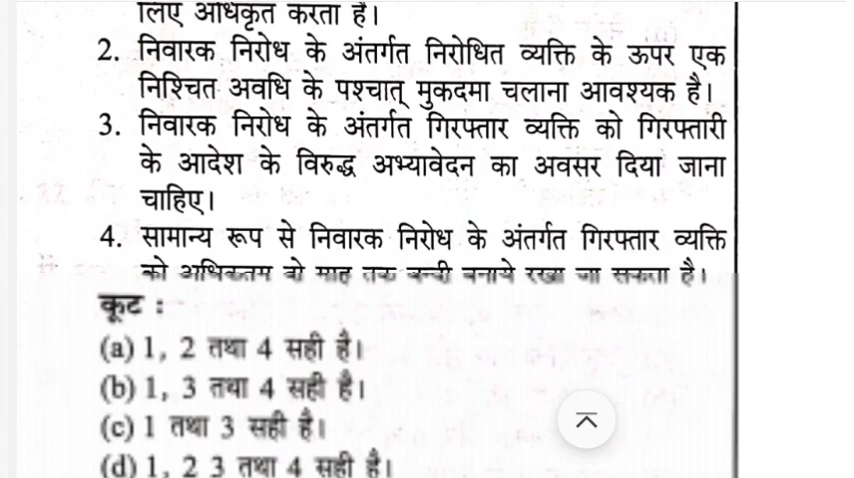 लिए अधिकृत करता है।
2. निवारक निरोध के अंतर्गत निरोधित व्यक्ति के ऊपर एक
निश्चित अवधि के पश्चात् मुकदमा चलाना आवश्यक है।
3. निवारक निरोध के अंतर्गत गिरफ्तार व्यक्ति को गिरफ्तारी
के आदेश के विरुद्ध अभ्यावेदन का अवसर दिया जाना
चाहिए।
4. सामान्य रूप से निवारक निरोध के अंतर्गत गिरफ्तार व्यक्ति
को अधिकतम दो माह तक बन्दी बनाये रखा जा सकता है।
कूट :
(a) 1, 2 तथा 4 सही है।
(b) 1, 3 तथा 4 सही है।
(c) 1 तथा 3 सही है।
(d) 1, 2 3 तथा 4 सही है।